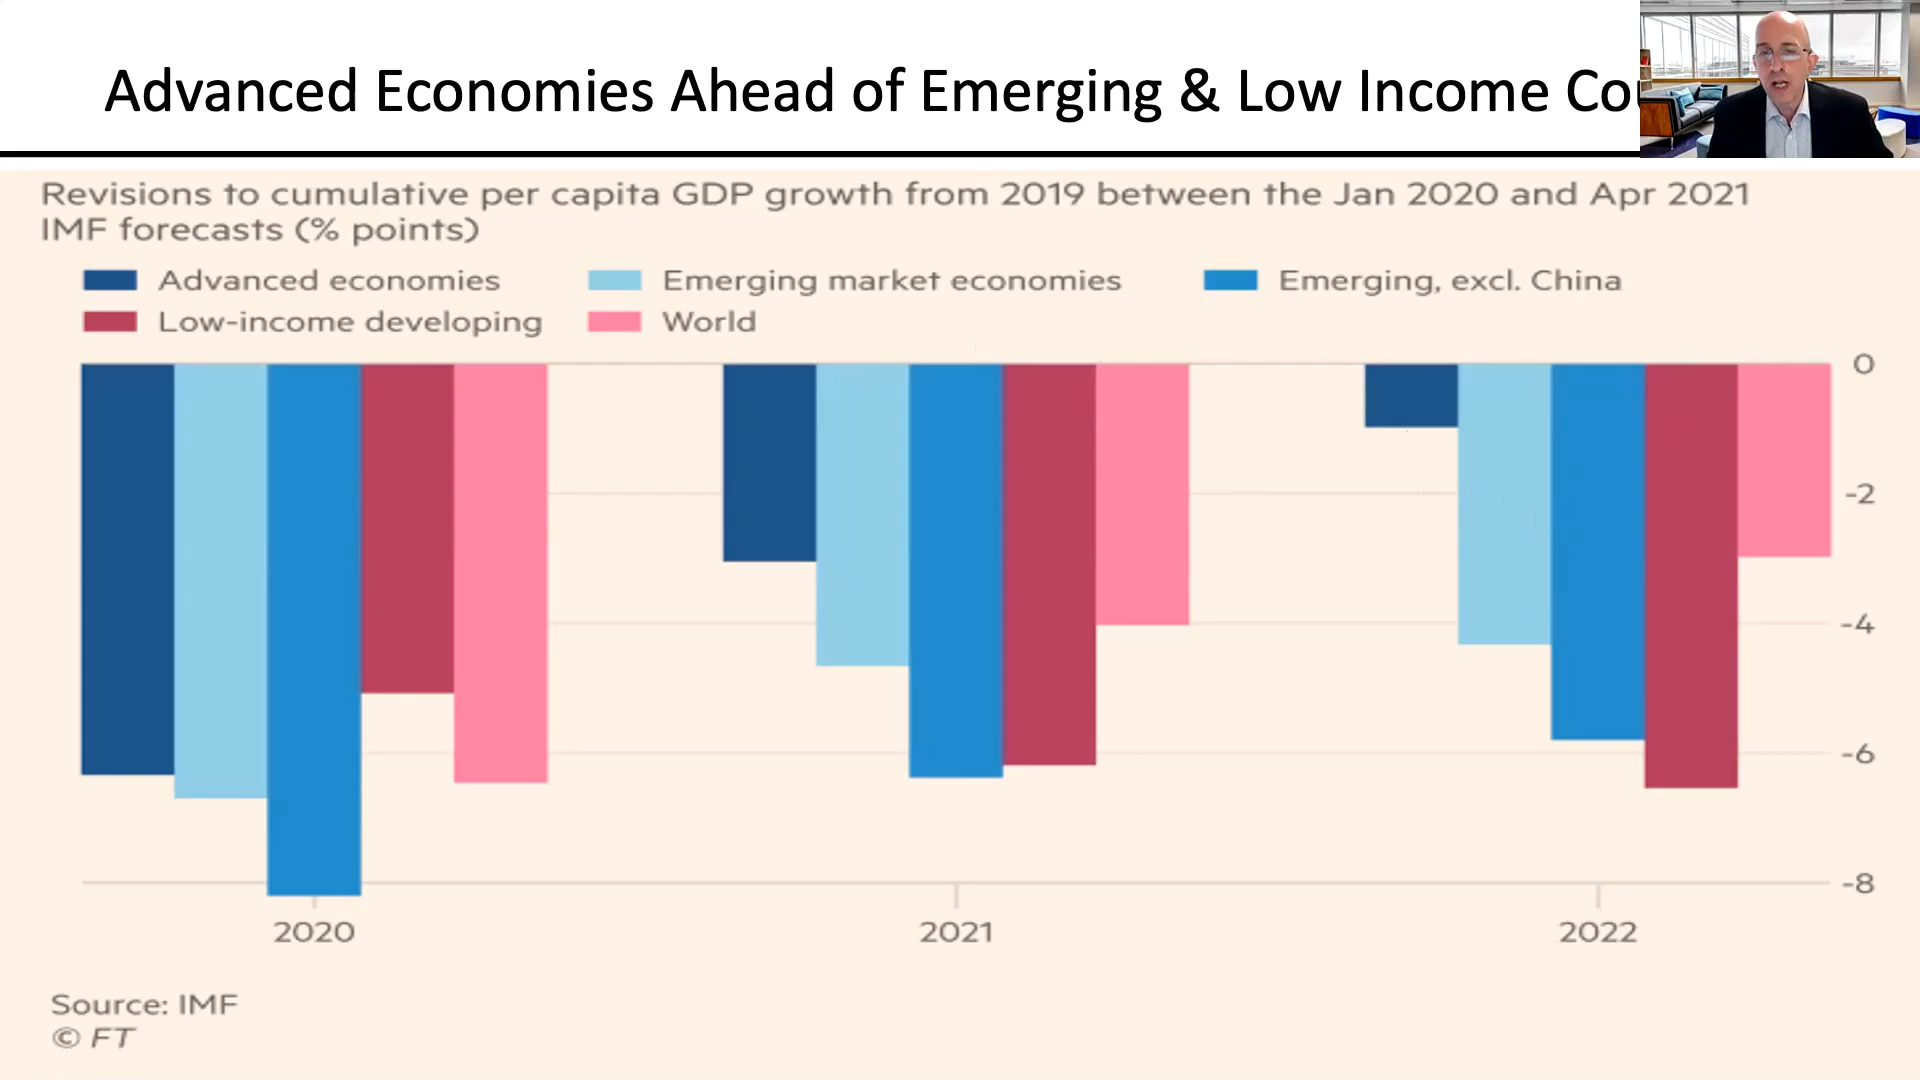 Advanced Economies Ahead of Emerging & Low Income
Revisions to cumulative per capita GDP growth from 2019 between the Jan 2020 and Apr 2021
IMF forecasts (% points)
Advanced economies
Emerging market economies
Emerging, excl. China
Low-income developing
World
0
-2
-4
-6
-8
2020
2021
2022
Source: IMF
© FT